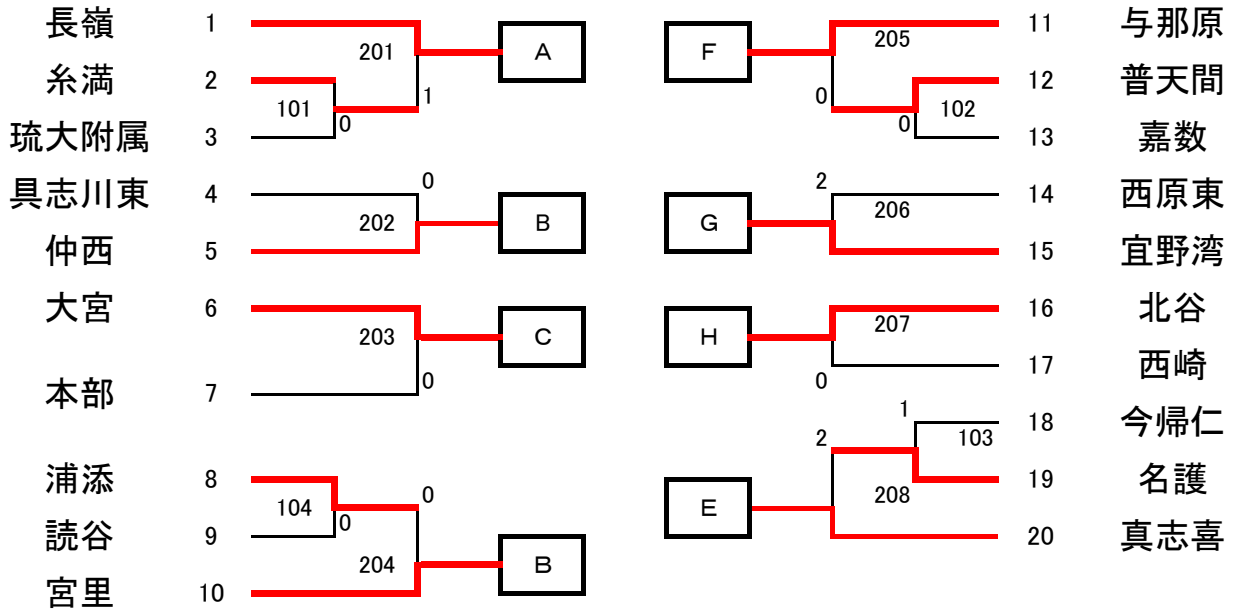 長嶺 1 201 A
糸満 2 101 0 1
琉大附属 3
具志川東 4 202 0 B
仲西 5
大宮 6 203 C
本部 7 0
浦添 8 104 0 0
読谷 9 204 B
宮里 10
F 205 11 与那原
0 0 102 12 普天間
13 嘉数
G 2 206 14 西原東
15 宜野湾
H 207 16 北谷
0 17 西崎
1 103 18 今帰仁
2 208 19 名護
E 20 真志喜